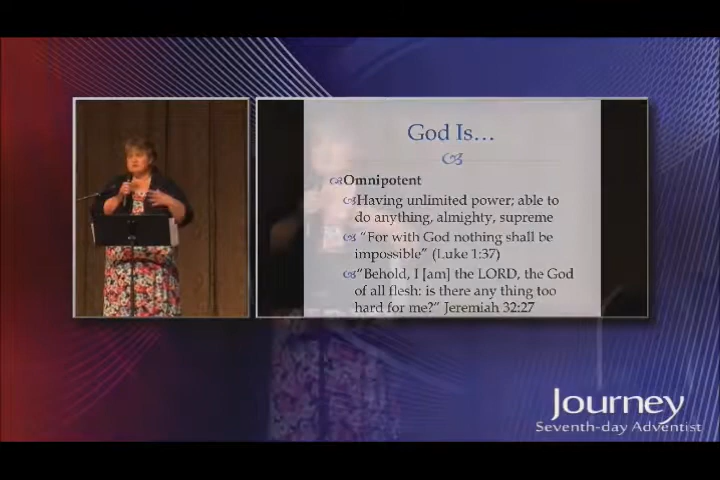 God Is…
Omnipotent
Having unlimited power; able to
do anything, almighty, supreme
“For with God nothing shall be
impossible” (Luke 1:37)
“Behold, I [am] the LORD, the God
of all flesh: is there any thing too
hard for me?” Jeremiah 32:27
Journey
Seventh-day Adventist